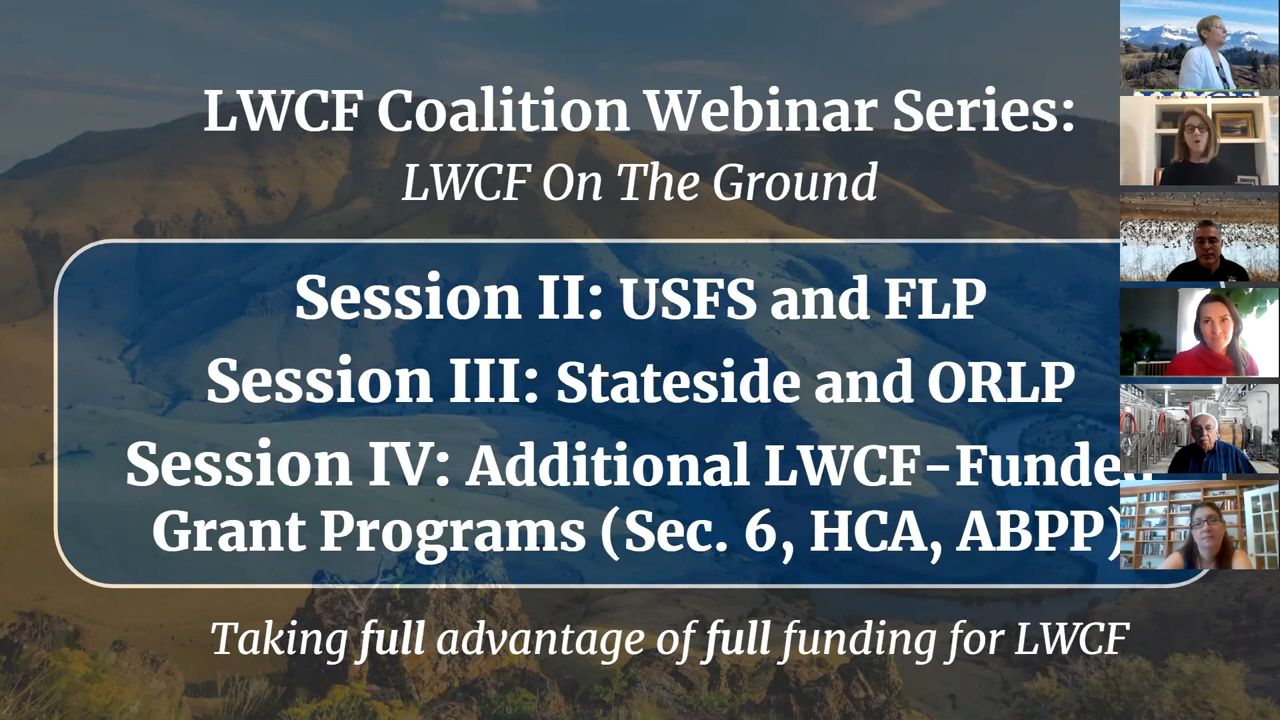 LWCF Coalition Webinar Series:
LWCF On The Ground
Session II: USFS and FLP
Session III: Stateside and ORLP
Session IV: Additional LWCF-Funde
Grant Programs (Sec. 6, HCA, ABPP)
Taking full advantage of full funding for LWCF